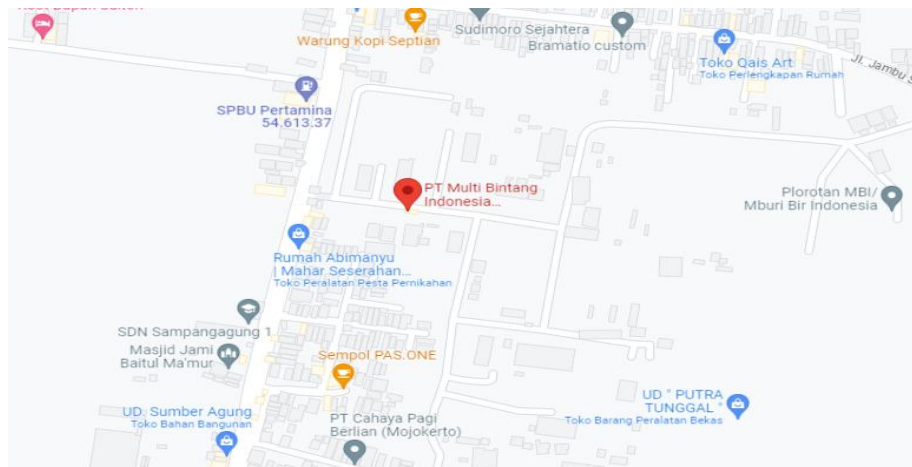 Warung Kopi Septian
Sudimoro Sejahtera
Bramatio custom
Toko Qais Art
Toko Perlengkapan Rumah
Jl. Jambu S
SPBU Pertamina
54.613.37
PT Multi Bintang
Indonesia...
Plorotan MBI/
Mburi Bir Indonesia
Rumah Abimanyu
| Mahar Seserahan...
Toko Peralatan Pesta Pernikahan
SDN Sampangagung 1
Masjid Jami
Baitul Ma'mur
Sempol PAS.ONE
UD. Sumber Agung
Toko Bahan Bangunan
PT Cahaya Pagi
Berlian (Mojokerto)
UD " PUTRA
TUNGGAL "
Toko Barang Peralatan Bekas